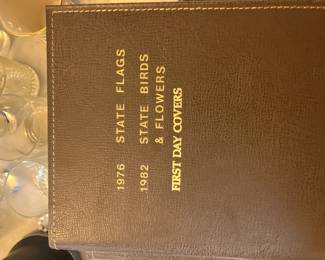 1976 STATE FLAGS
1982 STATE BIRDS
& FLOWERS
FIRST DAY COVERS